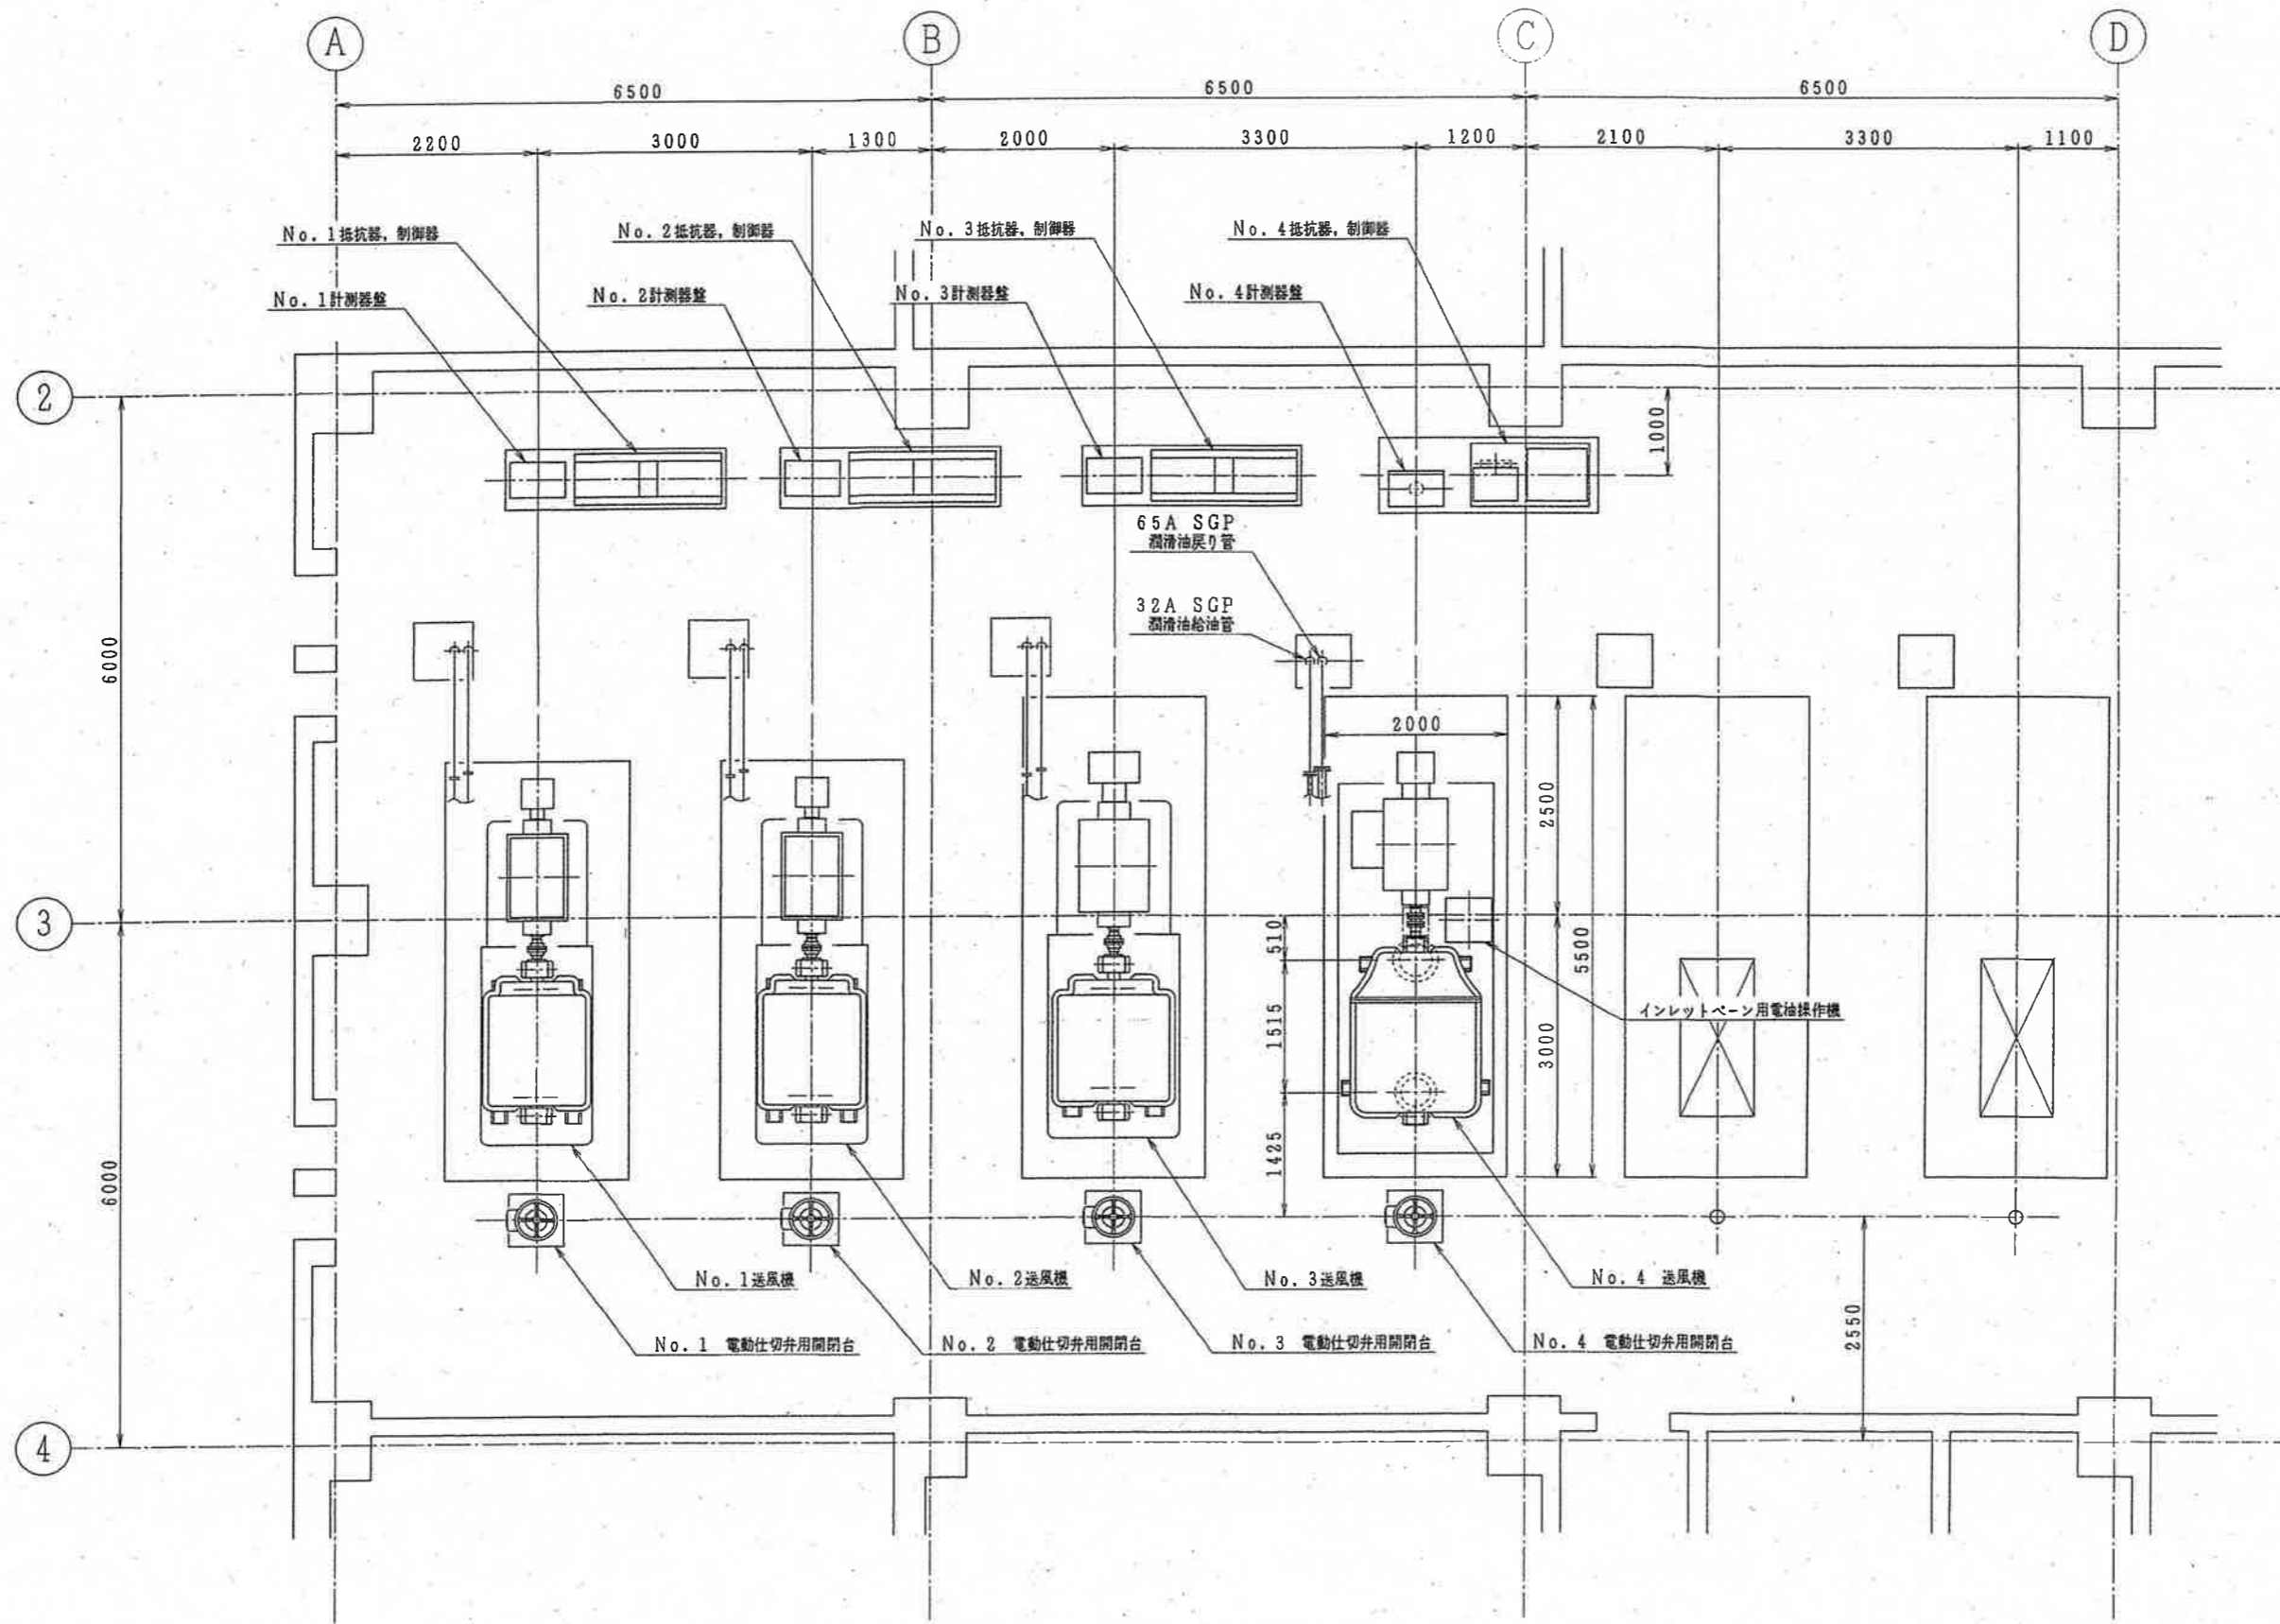 A
B
C
D
6500
6500
6500
2200
3000
1300
2000
3300
1200
2100
3300
1100
No. 1抵抗器, 制御器
No. 2抵抗器, 制御器
No. 3抵抗器, 制御器
No. 4抵抗器, 制御器
No. 1計測器盤
No. 2計測器盤
No. 3計測器盤
No. 4計測器盤
2
1000
65A SGP
潤滑油戻り管
32A SGP
潤滑油給油管
6000
2000
2500
3
510
5500
インレットベーン用電油操作機
1515
3000
1425
6000
No. 1送風機
No. 2送風機
No. 3送風機
No. 4 送風機
No. 1 電動仕切弁用開閉台
No. 2 電動仕切弁用開閉台
No. 3 電動仕切弁用開閉台
No. 4 電動仕切弁用開閉台
2550
4